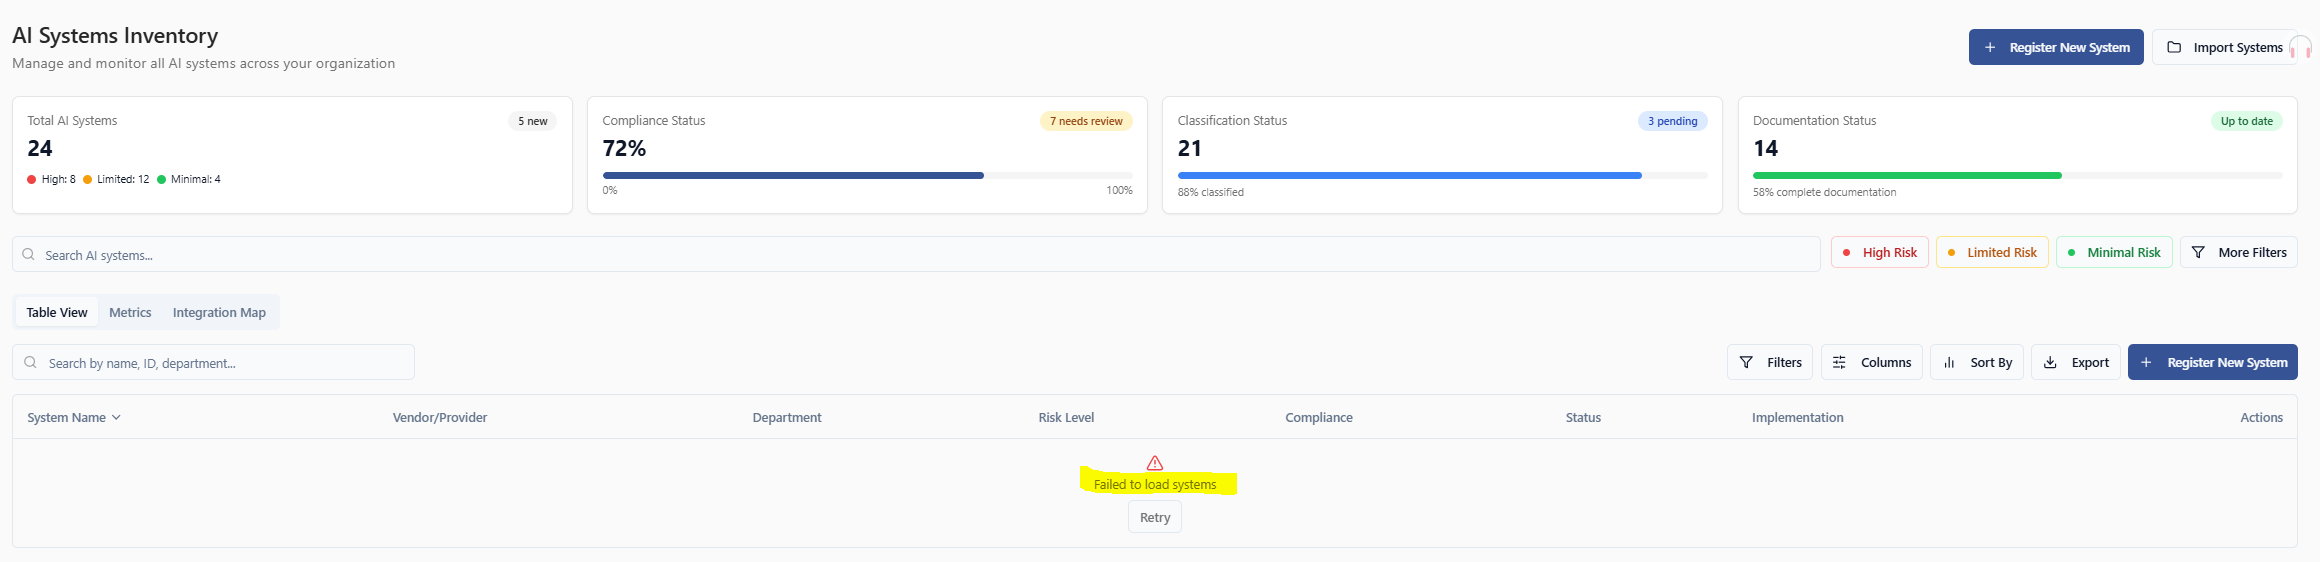 AI Systems Inventory
Manage and monitor all AI systems across your organization
Register New System
Import Systems
Total AI Systems
5 new
24
High: 8 Limited: 12 Minimal: 4
Compliance Status
7 needs review
72%
0% 100%
Classification Status
3 pending
21
88% classified
Documentation Status
Up to date
14
58% complete documentation
Search AI systems...
High Risk
Limited Risk
Minimal Risk
More Filters
Table View Metrics Integration Map
Search by name, ID, department...
Filters
Columns
Sort By
Export
Register New System
System Name Vendor/Provider Department Risk Level Compliance Status Implementation Actions
Failed to load systems
Retry